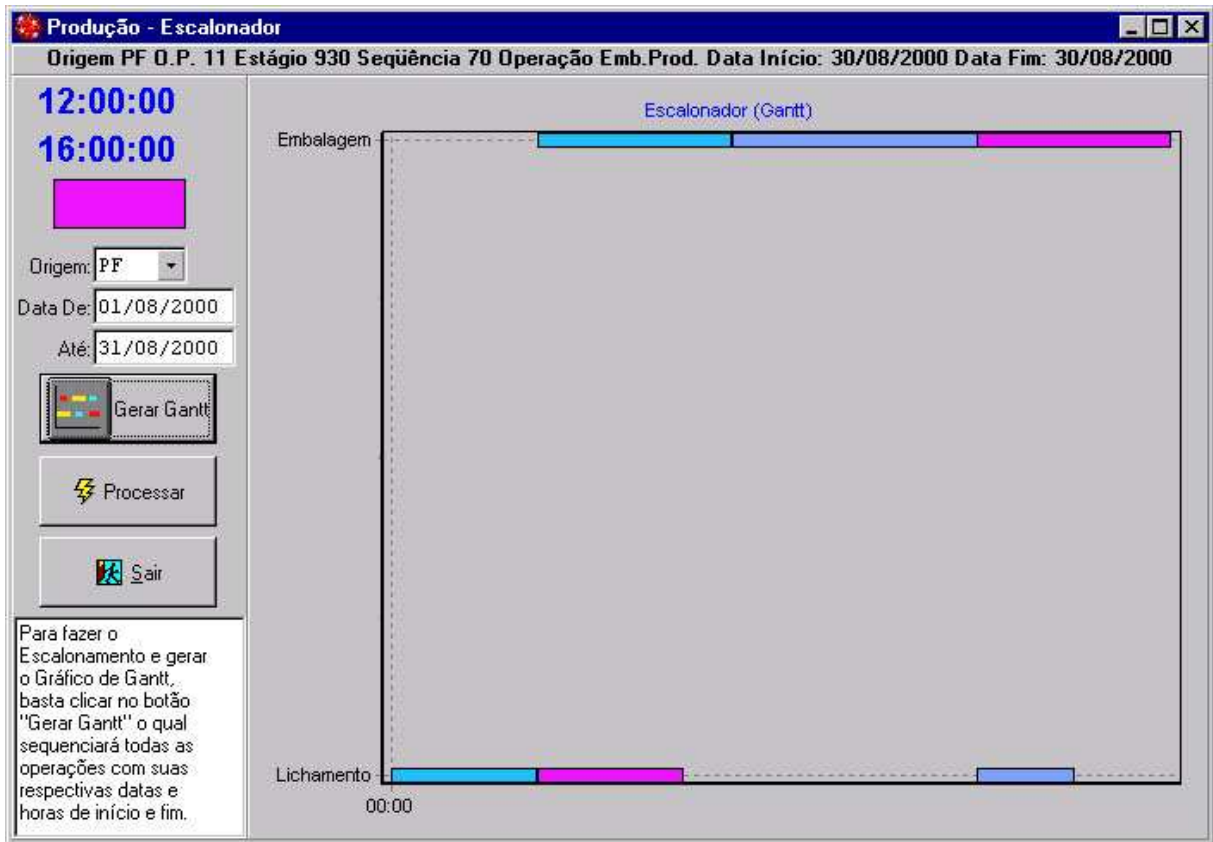 Produção - Escalonador
Origem PF O.P. 11 Estágio 930 Seqüência 70 Operação Emb.Prod. Data Início: 30/08/2000 Data Fim: 30/08/2000
12:00:00
16:00:00
Origem: PF
Data De: 01/08/2000
Até: 31/08/2000
Gerar Gantt
Processar
Sair
Para fazer o
Escalonamento e gerar
o Gráfico de Gantt,
basta clicar no botão
"Gerar Gantt" o qual
sequenciará todas as
operações com suas
respectivas datas e
horas de início e fim.
Escalonador (Gantt)
Embalagem
Lichamento
00:00